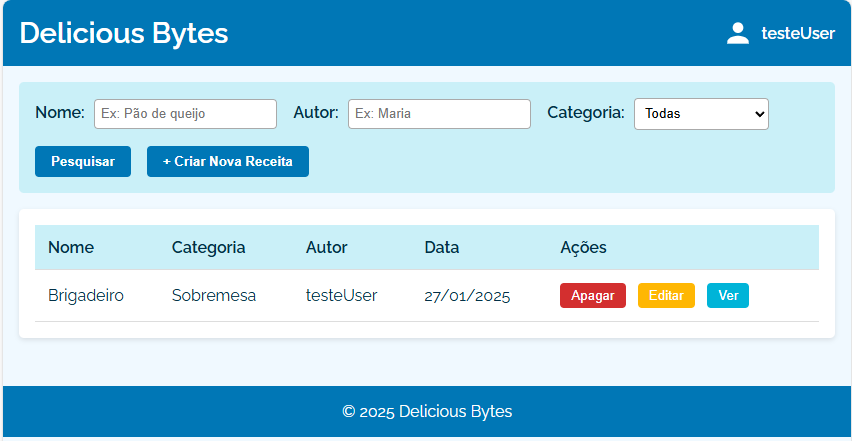 Delicious Bytes testeUser
Nome: Ex: Pão de queijo Autor: Ex: Maria Categoria: Todas
Pesquisar + Criar Nova Receita
Nome Categoria Autor Data Ações
Brigadeiro Sobremesa testeUser 27/01/2025 Apagar Editar Ver
© 2025 Delicious Bytes